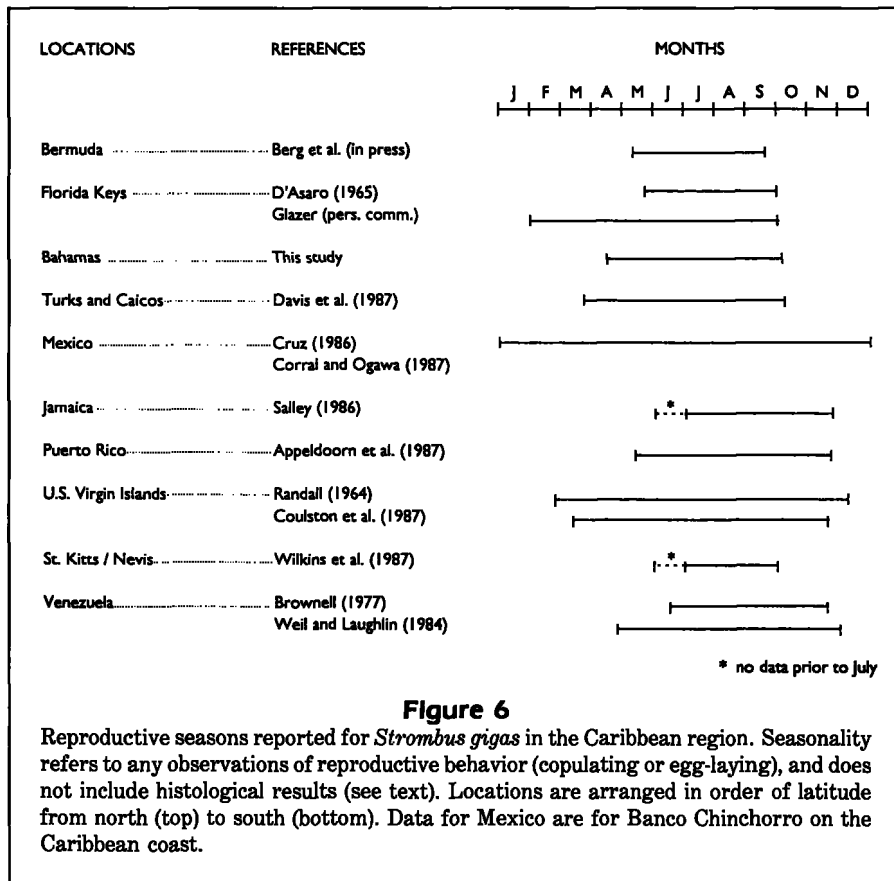 LOCATIONS REFERENCES MONTHS
J F M A M J J A S O N D
Bermuda Berg et al. (in press)
Florida Keys D'Asaro (1965)
Glazer (pers. comm.)
Bahamas This study
Turks and Caicos Davis et al. (1987)
Mexico Cruz (1986)
Corral and Ogawa (1987)
*
Jamaica Salley (1986)
Puerto Rico Appeldoorn et al. (1987)
U.S. Virgin Islands Randall (1964)
Coulston et al. (1987)
*
St. Kitts / Nevis Wilkins et al. (1987)
Venezuela Brownell (1977)
Weil and Laughlin (1984)
* no data prior to July
Figure 6
Reproductive seasons reported for Strombus gigas in the Caribbean region. Seasonality
refers to any observations of reproductive behavior (copulating or egg-laying), and does
not include histological results (see text). Locations are arranged in order of latitude
from north (top) to south (bottom). Data for Mexico are for Banco Chinchorro on the
Caribbean coast.